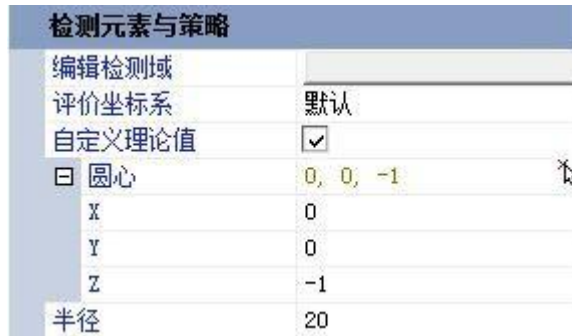 检测元素与策略
编辑检测域
评价坐标系 默认
自定义理论值
圆心 0, 0, -1
X 0
Y 0
Z -1
半径 20